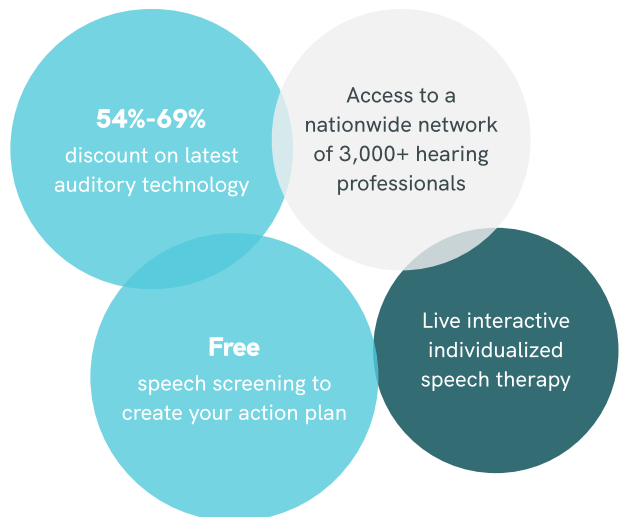 54%-69%
discount on latest
auditory technology
Access to a
nationwide network
of 3,000+ hearing
professionals
Free
speech screening to
create your action plan
Live interactive
individualized
speech therapy